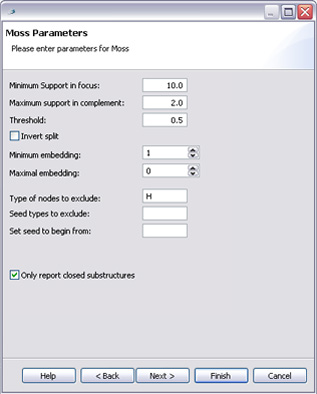 Moss Parameters
Please enter parameters for Moss
Minimum Support in focus: 10.0
Maximum support in complement: 2.0
Threshold: 0.5
Invert split
Minimum embedding: 1
Maximal embedding: 0
Type of nodes to exclude: H
Seed types to exclude:
Set seed to begin from:
Only report closed substructures
Help < Back Next > Finish Cancel